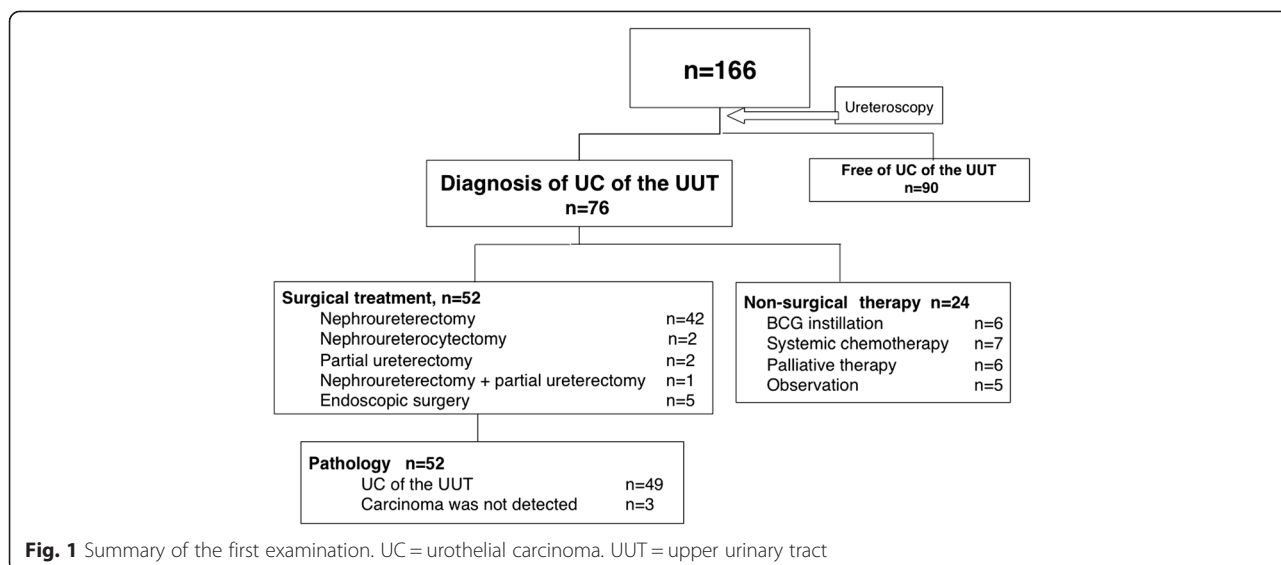 n=166
Ureteroscopy
Free of UC of the UUT
n=90
Diagnosis of UC of the UUT
n=76
Surgical treatment, n=52
Nephroureterectomy n=42
Nephroureterocytectomy n=2
Partial ureterectomy n=2
Nephroureterectomy + partial ureterectomy n=1
Endoscopic surgery n=5
Non-surgical therapy n=24
BCG instillation n=6
Systemic chemotherapy n=7
Palliative therapy n=6
Observation n=5
Pathology n=52
UC of the UUT n=49
Carcinoma was not detected n=3
Fig. 1 Summary of the first examination. UC = urothelial carcinoma. UUT = upper urinary tract